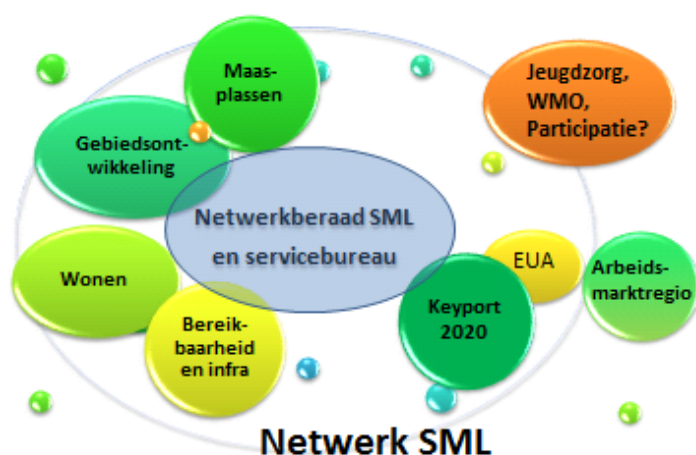 Maas-
plassen
Jeugdzorg,
WMO,
Participatie?
Gebiedsont-
wikkeling
Netwerkberaad SML
en servicebureau
Wonen
EUA
Arbeids-
marktregio
Keyport
2020
Bereik-
baarheid
en infra
Netwerk SML